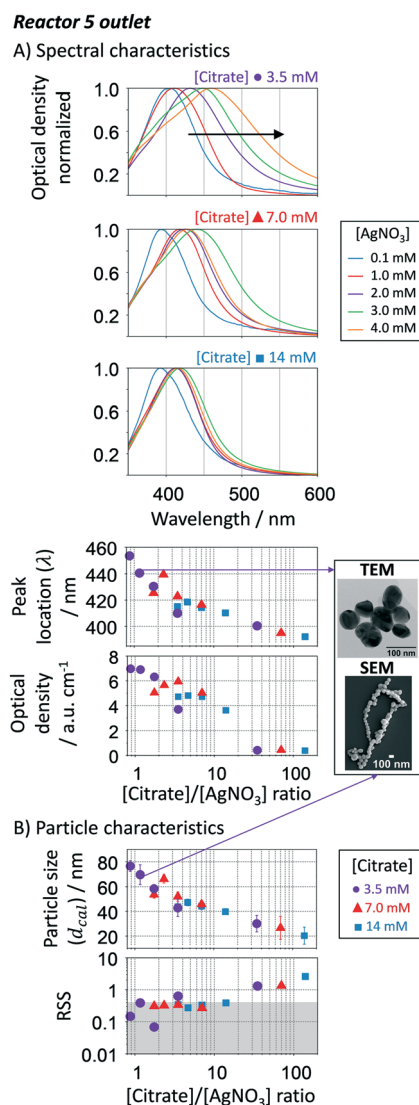 Reactor 5 outlet
A) Spectral characteristics
[Citrate] ● 3.5 mM
Optical density
normalized
1.0
0.6
0.2
[Citrate] ▲ 7.0 mM
1.0
0.6
0.2
[AgNO₃]
0.1 mM
1.0 mM
2.0 mM
3.0 mM
4.0 mM
[Citrate] ■ 14 mM
1.0
0.6
0.2
400 500 600
Wavelength / nm
Peak
location (λ)
/ nm
460
440
420
400
TEM
100 nm
SEM
100 nm
Optical
density
/ a.u. cm⁻¹
8
6
4
2
0
1 10 100
[Citrate]/[AgNO₃] ratio
B) Particle characteristics
Particle size
(d_cal) / nm
80
60
40
20
[Citrate]
3.5 mM
7.0 mM
14 mM
RSS
10
1
0.1
0.01
1 10 100
[Citrate]/[AgNO₃] ratio